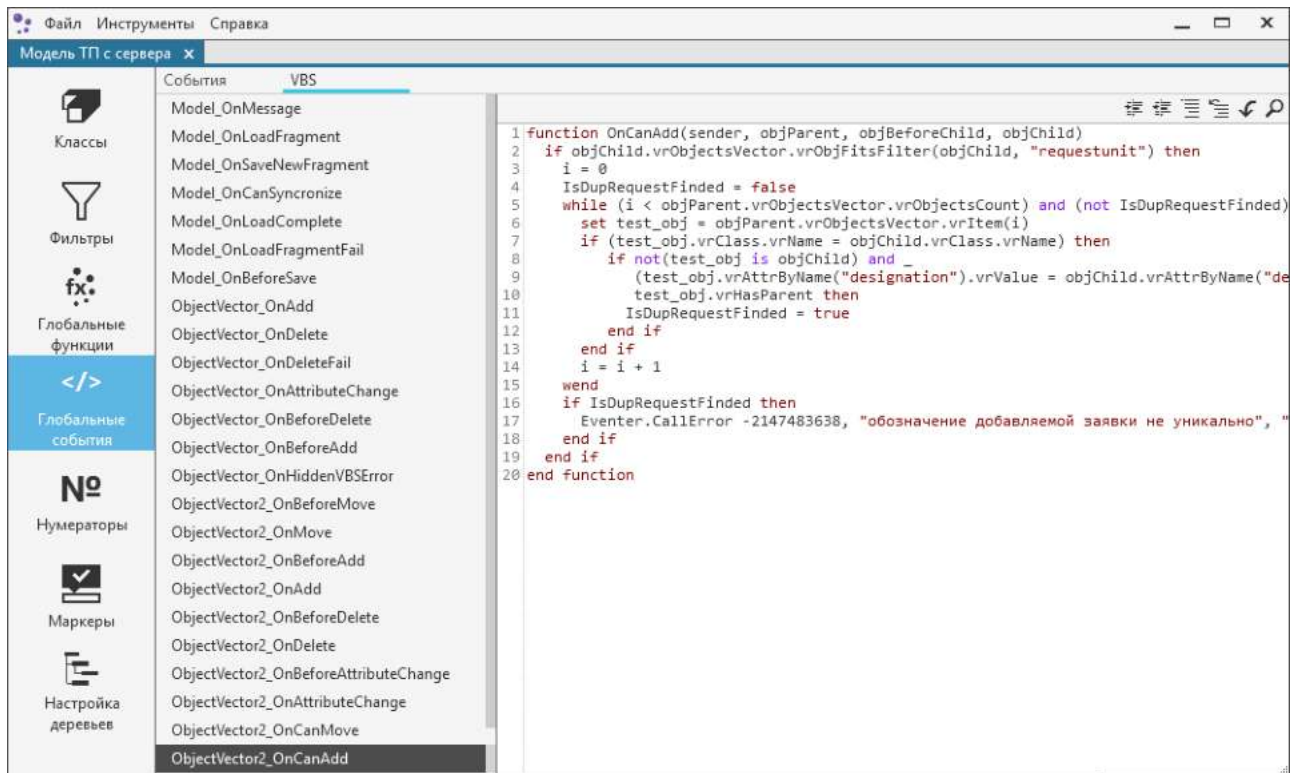 Файл Инструменты Справка
Модель ТП с сервера x
События VBS
Классы
Фильтры
Глобальные
функции
</>
Глобальные
события
№
Нумераторы
Маркеры
Настройка
деревьев
Model_OnMessage
Model_OnLoadFragment
Model_OnSaveNewFragment
Model_OnCanSyncronize
Model_OnLoadComplete
Model_OnLoadFragmentFail
Model_OnBeforeSave
ObjectVector_OnAdd
ObjectVector_OnDelete
ObjectVector_OnDeleteFail
ObjectVector_OnAttributeChange
ObjectVector_OnBeforeDelete
ObjectVector_OnBeforeAdd
ObjectVector_OnHiddenVBSError
ObjectVector2_OnBeforeMove
ObjectVector2_OnMove
ObjectVector2_OnBeforeAdd
ObjectVector2_OnAdd
ObjectVector2_OnBeforeDelete
ObjectVector2_OnDelete
ObjectVector2_OnBeforeAttributeChange
ObjectVector2_OnAttributeChange
ObjectVector2_OnCanMove
ObjectVector2_OnCanAdd
1 function OnCanAdd(sender, objParent, objBeforeChild, objChild)
2 if objChild.vrObjectsVector.vrObjFitsFilter(objChild, "requestunit") then
3 i = 0
4 IsDupRequestFinded = false
5 while (i < objParent.vrObjectsVector.vrObjectsCount) and (not IsDupRequestFinded)
6 set test_obj = objParent.vrObjectsVector.vrItem(i)
7 if (test_obj.vrClass.vrName = objChild.vrClass.vrName) then
8 if not(test_obj is objChild) and _
9 (test_obj.vrAttrByName("designation").vrValue = objChild.vrAttrByName("de
10 test_obj.vrHasParent then
11 IsDupRequestFinded = true
12 end if
13 end if
14 i = i + 1
15 wend
16 if IsDupRequestFinded then
17 Eventer.CallError -2147483638, "обозначение добавляемой заявки не уникально", "
18 end if
19 end if
20 end function